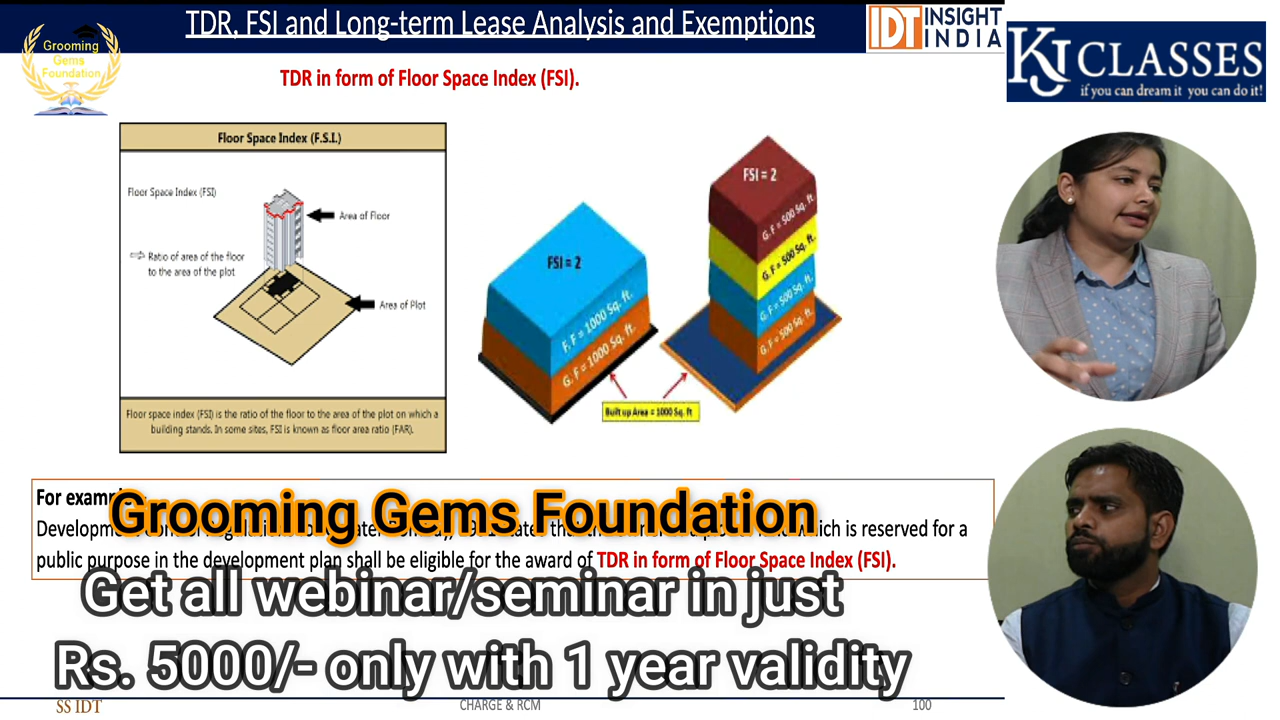 TDR, FSI and Long-term Lease Analysis and Exemptions
IDT INSIGHT INDIA
Grooming
Gems
Foundation
KJ CLASSES
if you can dream it you can do it!
TDR in form of Floor Space Index (FSI).
Floor Space Index (F.S.I.)
Floor Space Index (FSI)
Area of Floor
Ratio of area of the floor
to the area of the plot
Area of Plot
Floor space index (FSI) is the ratio of the floor to the area of the plot on which a
building stands. In some sites, FSI is known as floor area ratio (FAR).
FSI = 2
F. F = 1000 Sq. ft.
G. F = 1000 Sq. ft.
FSI = 2
G. F = 500 Sq. ft.
G. F = 500 Sq. ft.
G. F = 500 Sq. ft.
G. F = 500 Sq. ft.
Built up Area = 1000 Sq. ft
For example
Grooming Gems Foundation
which is reserved for a
public purpose in the development plan shall be eligible for the award of TDR in form of Floor Space Index (FSI).
Get all webinar/seminar in just
Rs. 5000/- only with 1 year validity
SS IDT
CHARGE & RCM
100